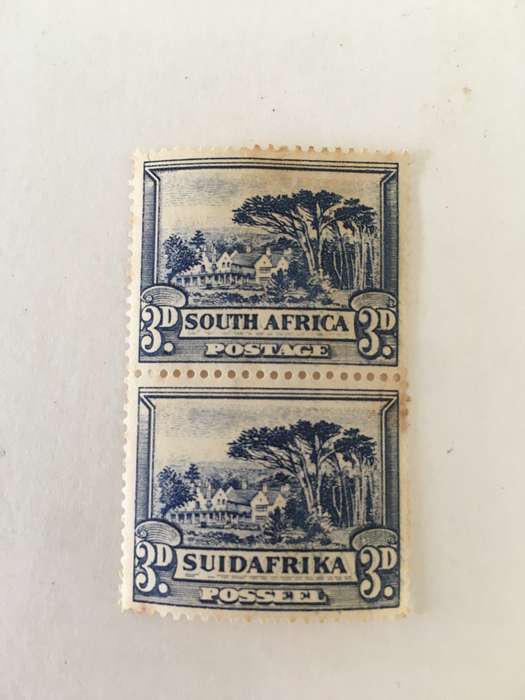 3D. SOUTH AFRICA 3D.
POSTAGE
3D. SUIDAFRIKA 3D.
POSSEEL